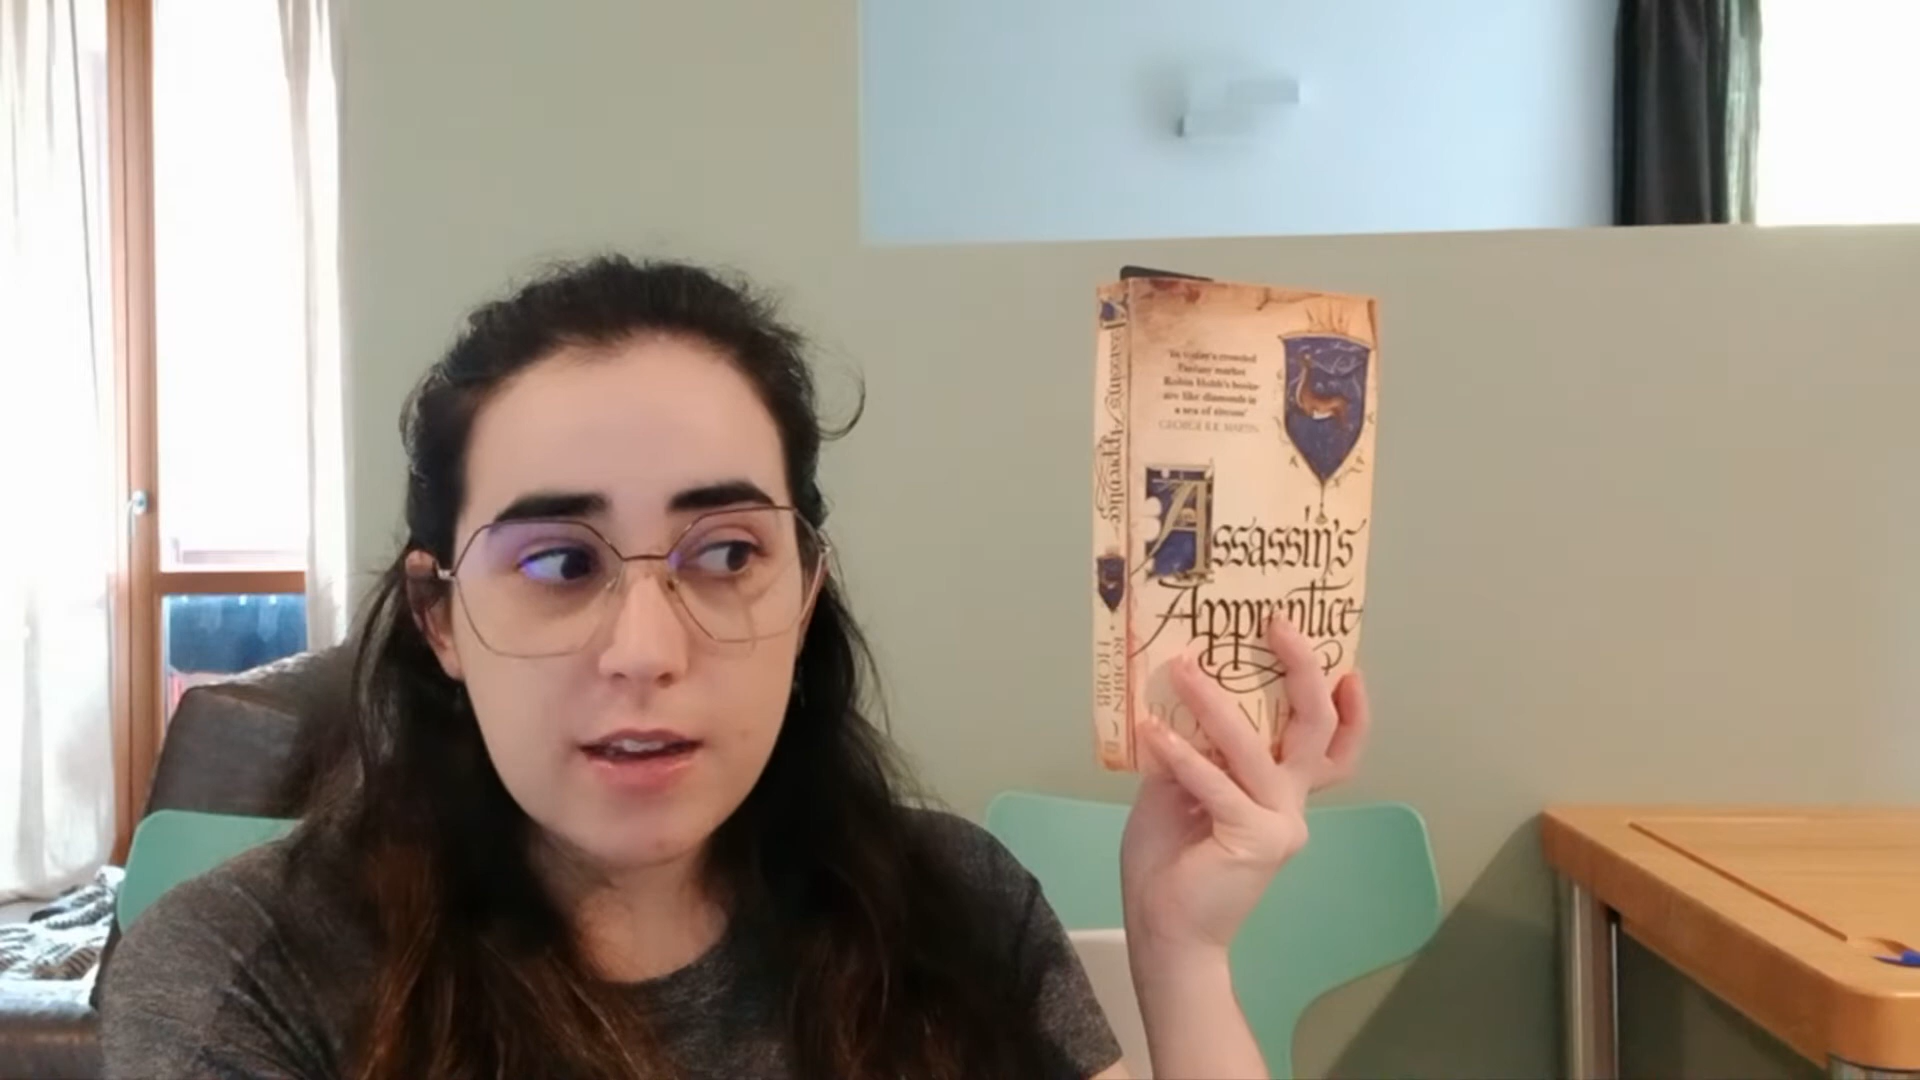 'In today's crowded
Fantasy market
Robin Hobb's books
are like diamonds in
a sea of zircons'
GEORGE R.R. MARTIN
Assassin's
Apprentice
Assassin's Apprentice
ROBIN
HOBB
1